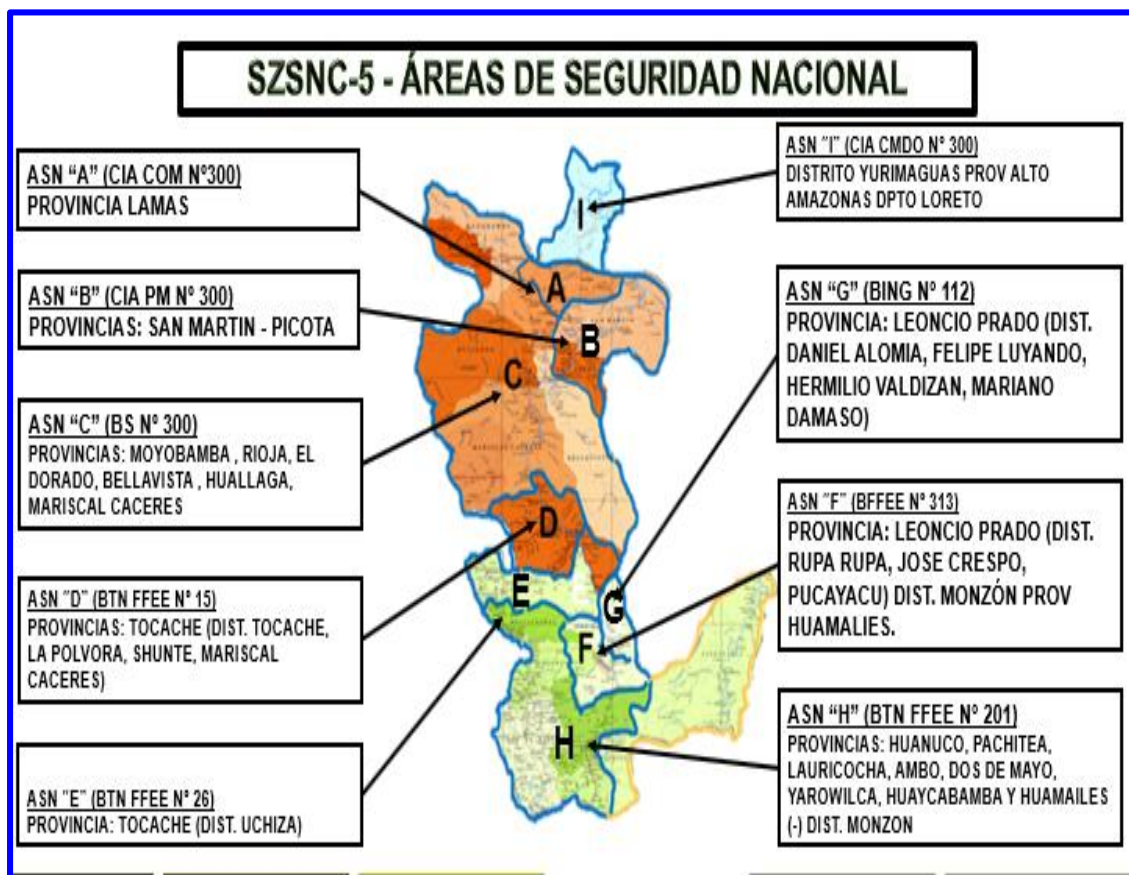 SZSNC-5 - ÁREAS DE SEGURIDAD NACIONAL
ASN “A” (CIA COM Nº300)
PROVINCIA LAMAS
ASN “B” (CIA PM Nº 300)
PROVINCIAS: SAN MARTIN - PICOTA
ASN “C” (BS Nº 300)
PROVINCIAS: MOYOBAMBA , RIOJA, EL
DORADO, BELLAVISTA , HUALLAGA,
MARISCAL CACERES
ASN “D” (BTN FFEE Nº 15)
PROVINCIAS: TOCACHE (DIST. TOCACHE,
LA POLVORA, SHUNTE, MARISCAL
CACERES)
ASN “E” (BTN FFEE Nº 26)
PROVINCIA: TOCACHE (DIST. UCHIZA)
ASN “I” (CIA CMDO Nº 300)
DISTRITO YURIMAGUAS PROV ALTO
AMAZONAS DPTO LORETO
ASN “G” (BING Nº 112)
PROVINCIA: LEONCIO PRADO (DIST.
DANIEL ALOMIA, FELIPE LUYANDO,
HERMILIO VALDIZAN, MARIANO
DAMASO)
ASN “F” (BFFEE Nº 313)
PROVINCIA: LEONCIO PRADO (DIST.
RUPA RUPA, JOSE CRESPO,
PUCAYACU) DIST. MONZÓN PROV
HUAMALIES.
ASN “H” (BTN FFEE Nº 201)
PROVINCIAS: HUANUCO, PACHITEA,
LAURICOCHA, AMBO, DOS DE MAYO,
YAROWILCA, HUAYCABAMBA Y HUAMAILES
(-) DIST. MONZON
I
A
B
C
D
E
G
F
H